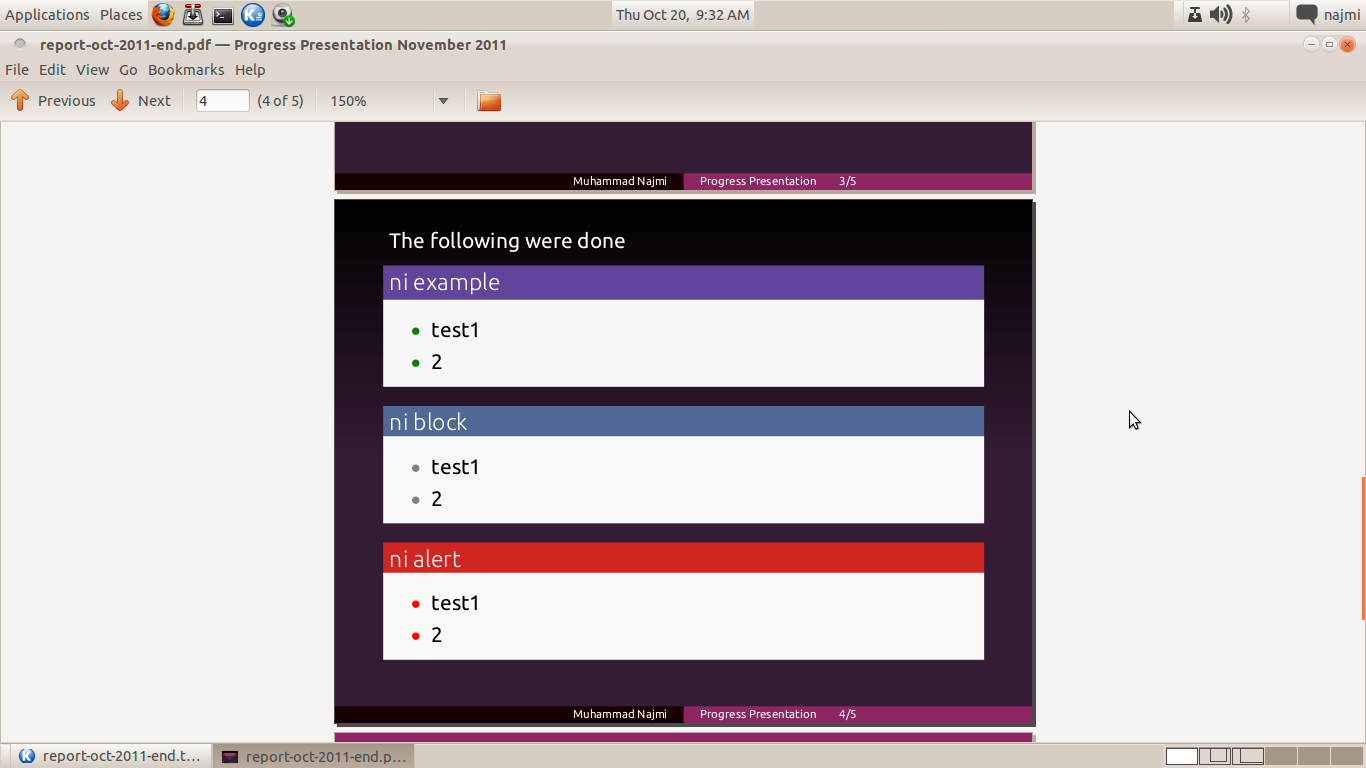 Applications Places Thu Oct 20, 9:32 AM najmi
report-oct-2011-end.pdf — Progress Presentation November 2011
File Edit View Go Bookmarks Help
Previous Next 4 (4 of 5) 150%
Muhammad Najmi Progress Presentation 3/5
The following were done
ni example
• test1
• 2
ni block
• test1
• 2
ni alert
• test1
• 2
Muhammad Najmi Progress Presentation 4/5
report-oct-2011-end.t... report-oct-2011-end.p...